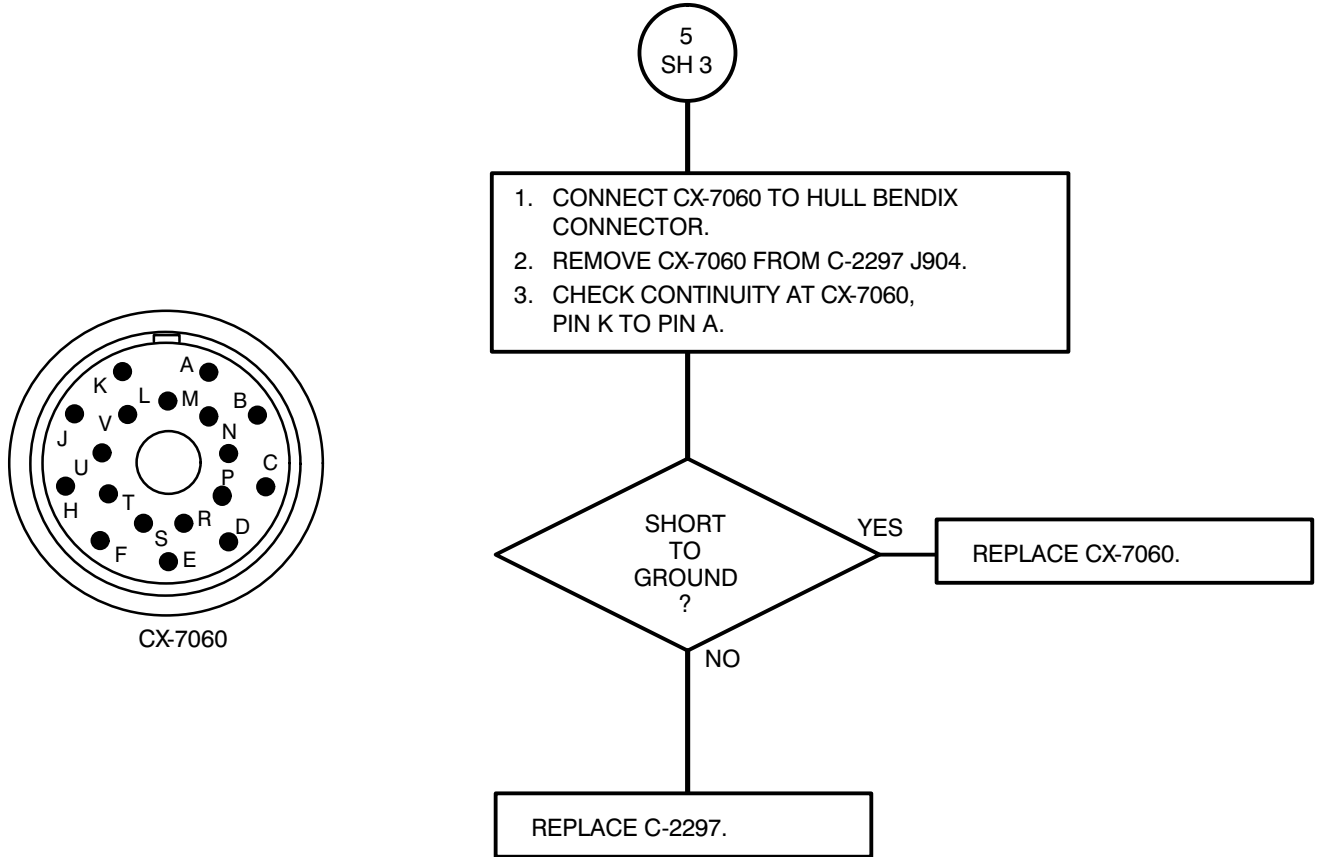 5
SH 3
1. CONNECT CX-7060 TO HULL BENDIX
CONNECTOR.
2. REMOVE CX-7060 FROM C-2297 J904.
3. CHECK CONTINUITY AT CX-7060,
PIN K TO PIN A.
K
A
L
M
B
J
V
N
U
C
P
H
T
R
D
S
F
E
CX-7060
SHORT
TO
GROUND
?
YES
REPLACE CX-7060.
NO
REPLACE C-2297.